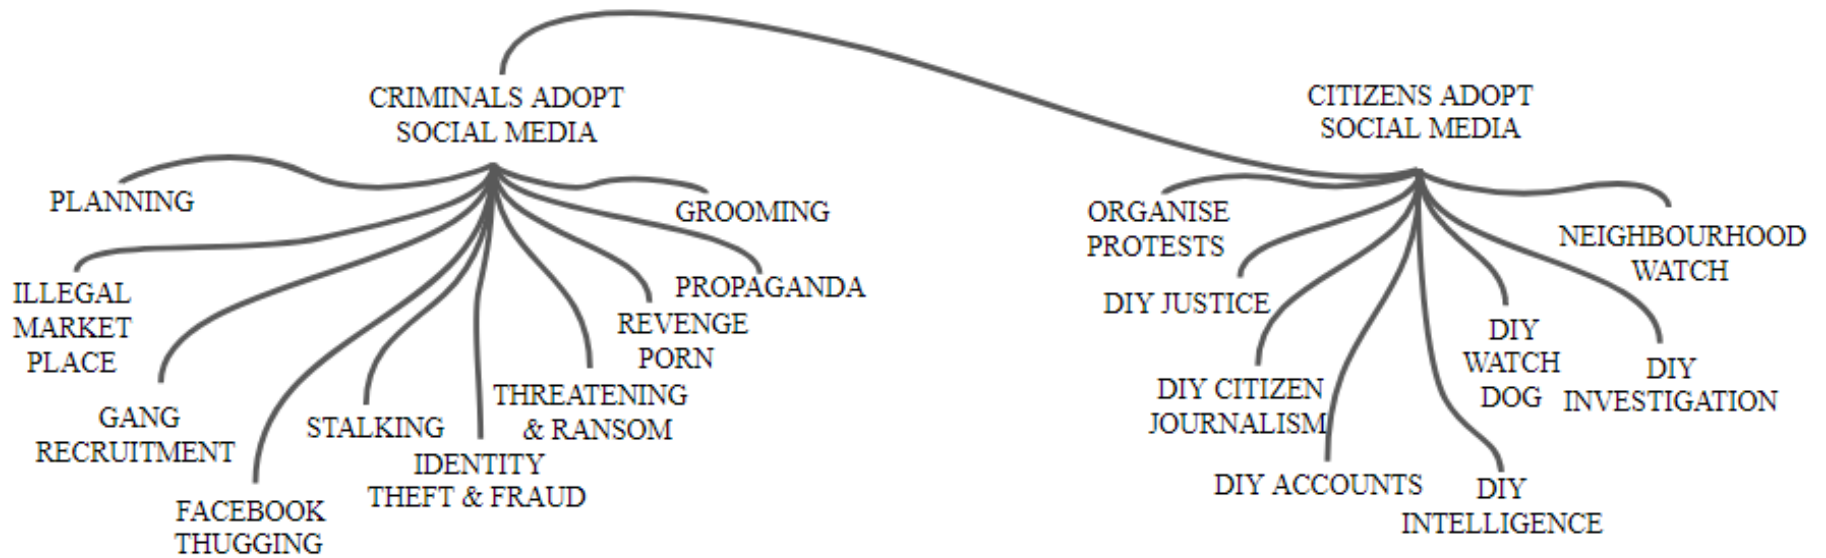 CRIMINALS ADOPT
SOCIAL MEDIA
PLANNING
ILLEGAL
MARKET
PLACE
GANG
RECRUITMENT
FACEBOOK
THUGGING
STALKING
IDENTITY
THEFT & FRAUD
THREATENING
& RANSOM
REVENGE
PORN
PROPAGANDA
GROOMING
CITIZENS ADOPT
SOCIAL MEDIA
ORGANISE
PROTESTS
DIY JUSTICE
DIY CITIZEN
JOURNALISM
DIY ACCOUNTS
DIY
INTELLIGENCE
DIY
WATCH
DOG
DIY
INVESTIGATION
NEIGHBOURHOOD
WATCH